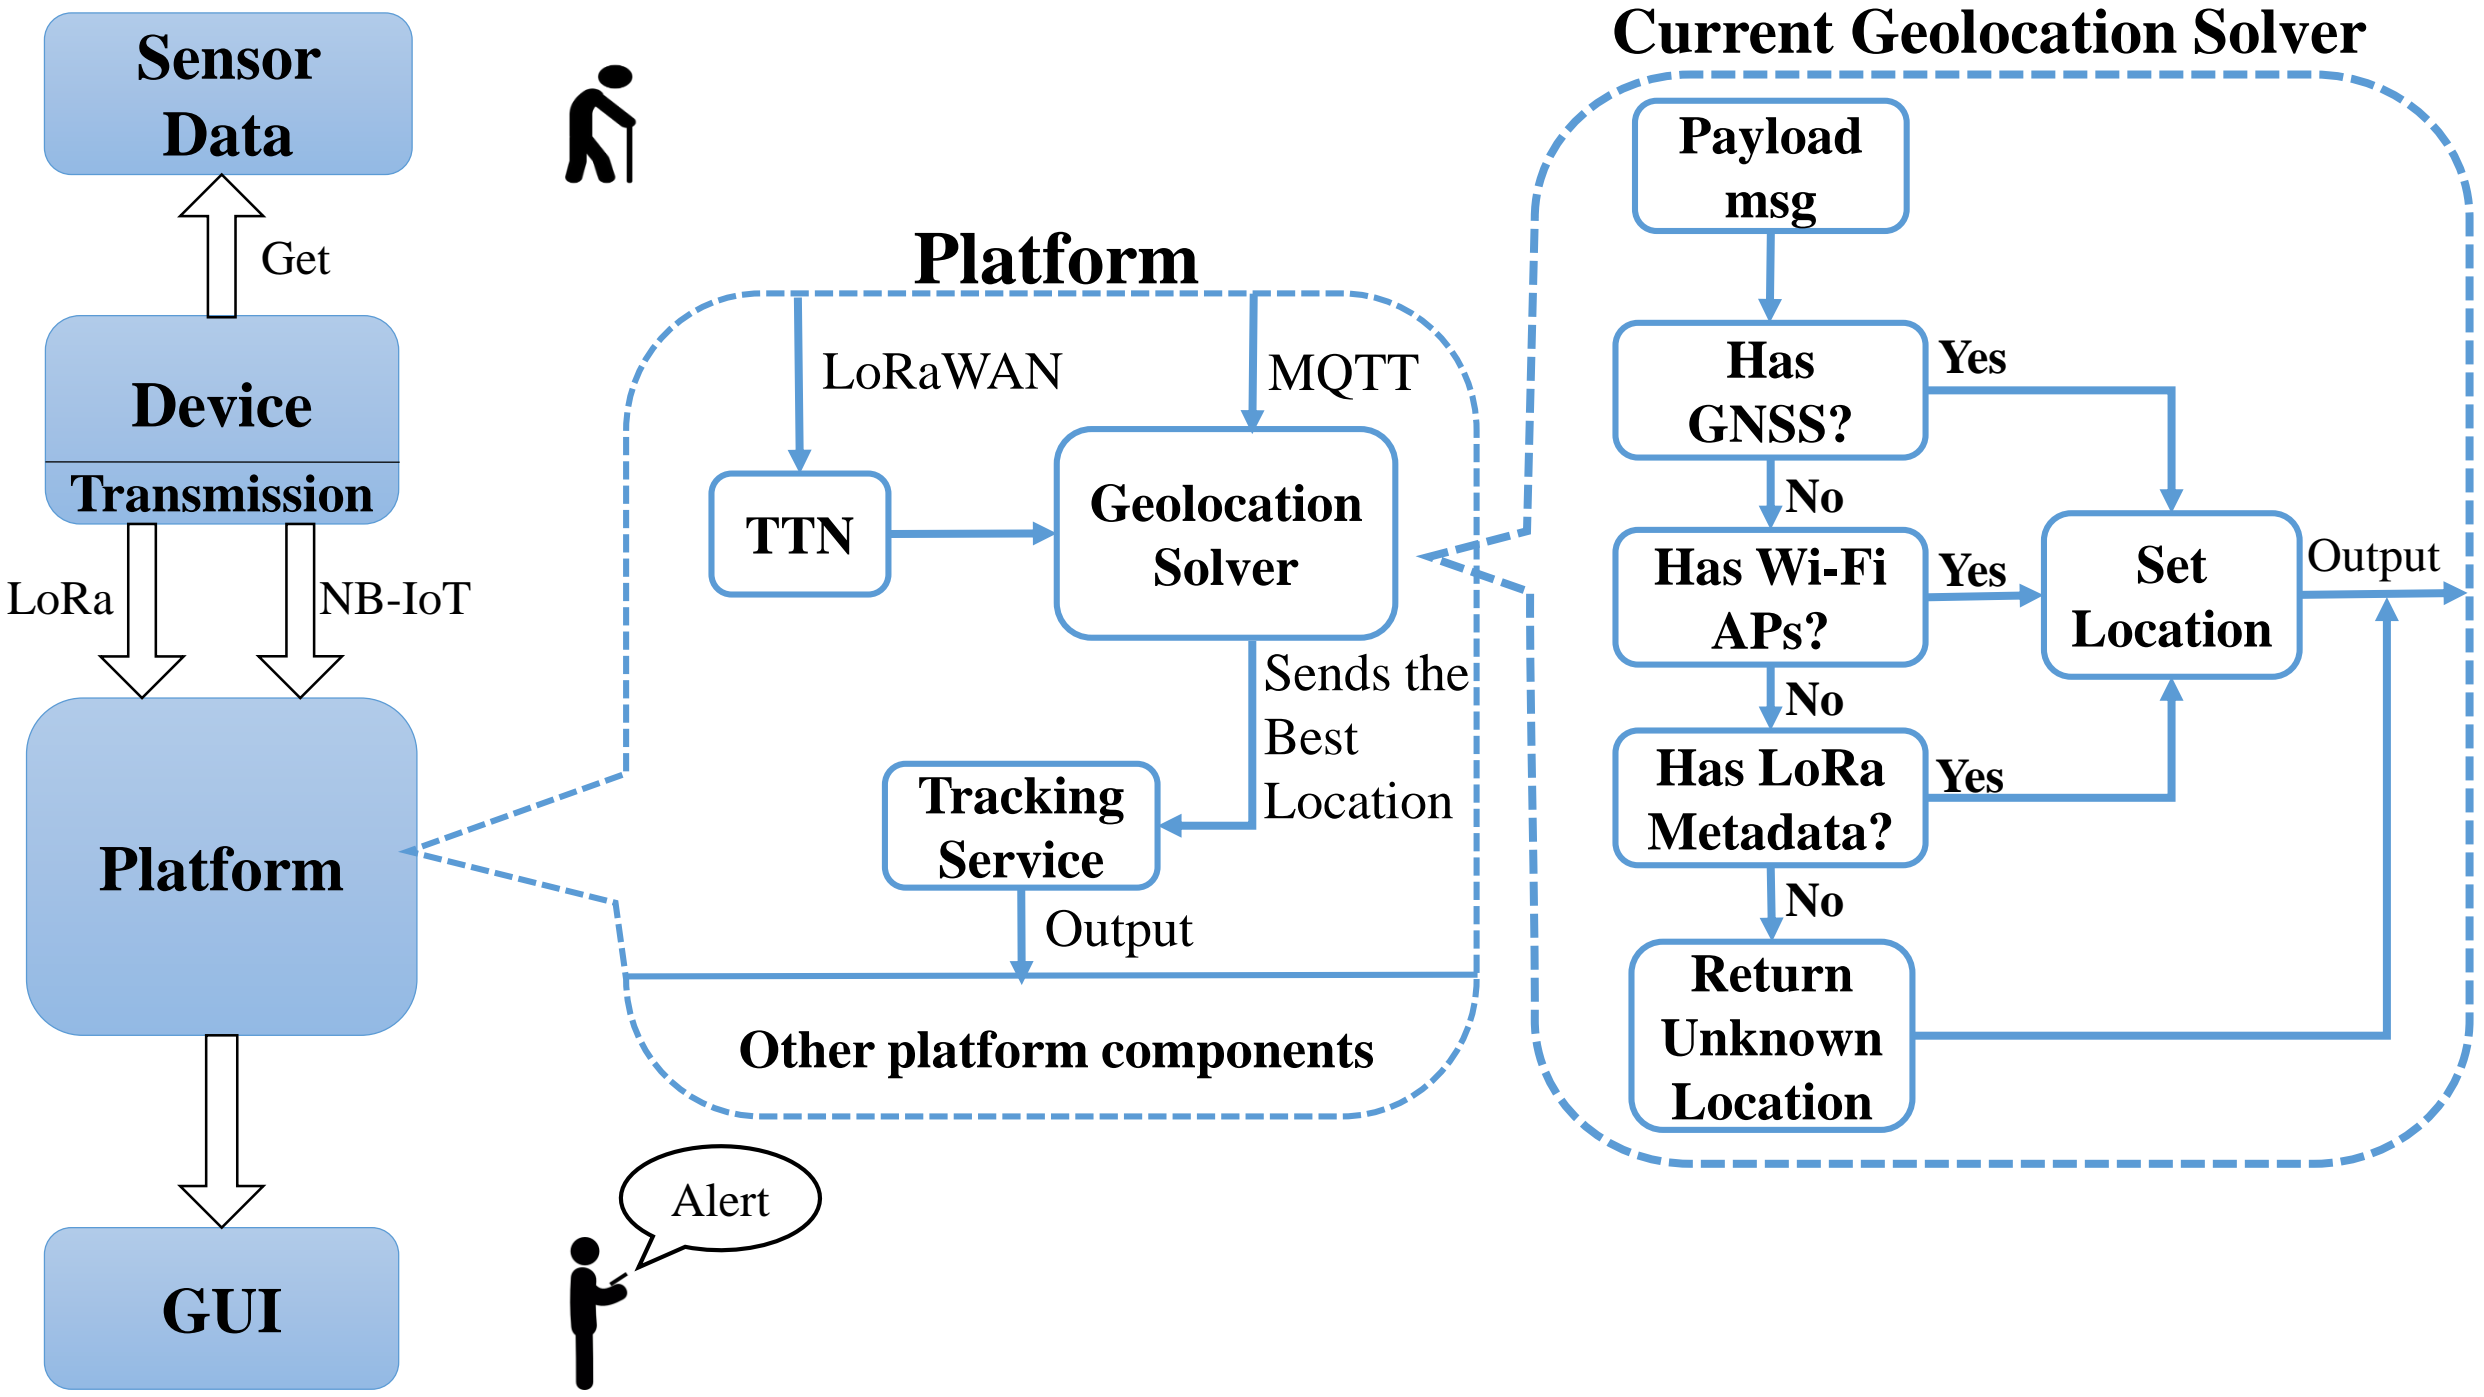 Sensor
Data
Get
Device
Transmission
LoRa
NB-IoT
Platform
GUI
Platform
LoRaWAN
MQTT
TTN
Geolocation
Solver
Sends the
Best
Location
Tracking
Service
Output
Other platform components
Alert
Current Geolocation Solver
Payload
msg
Has
GNSS?
Yes
No
Has Wi-Fi
APs?
Yes
No
Has LoRa
Metadata?
Yes
No
Return
Unknown
Location
Set
Location
Output